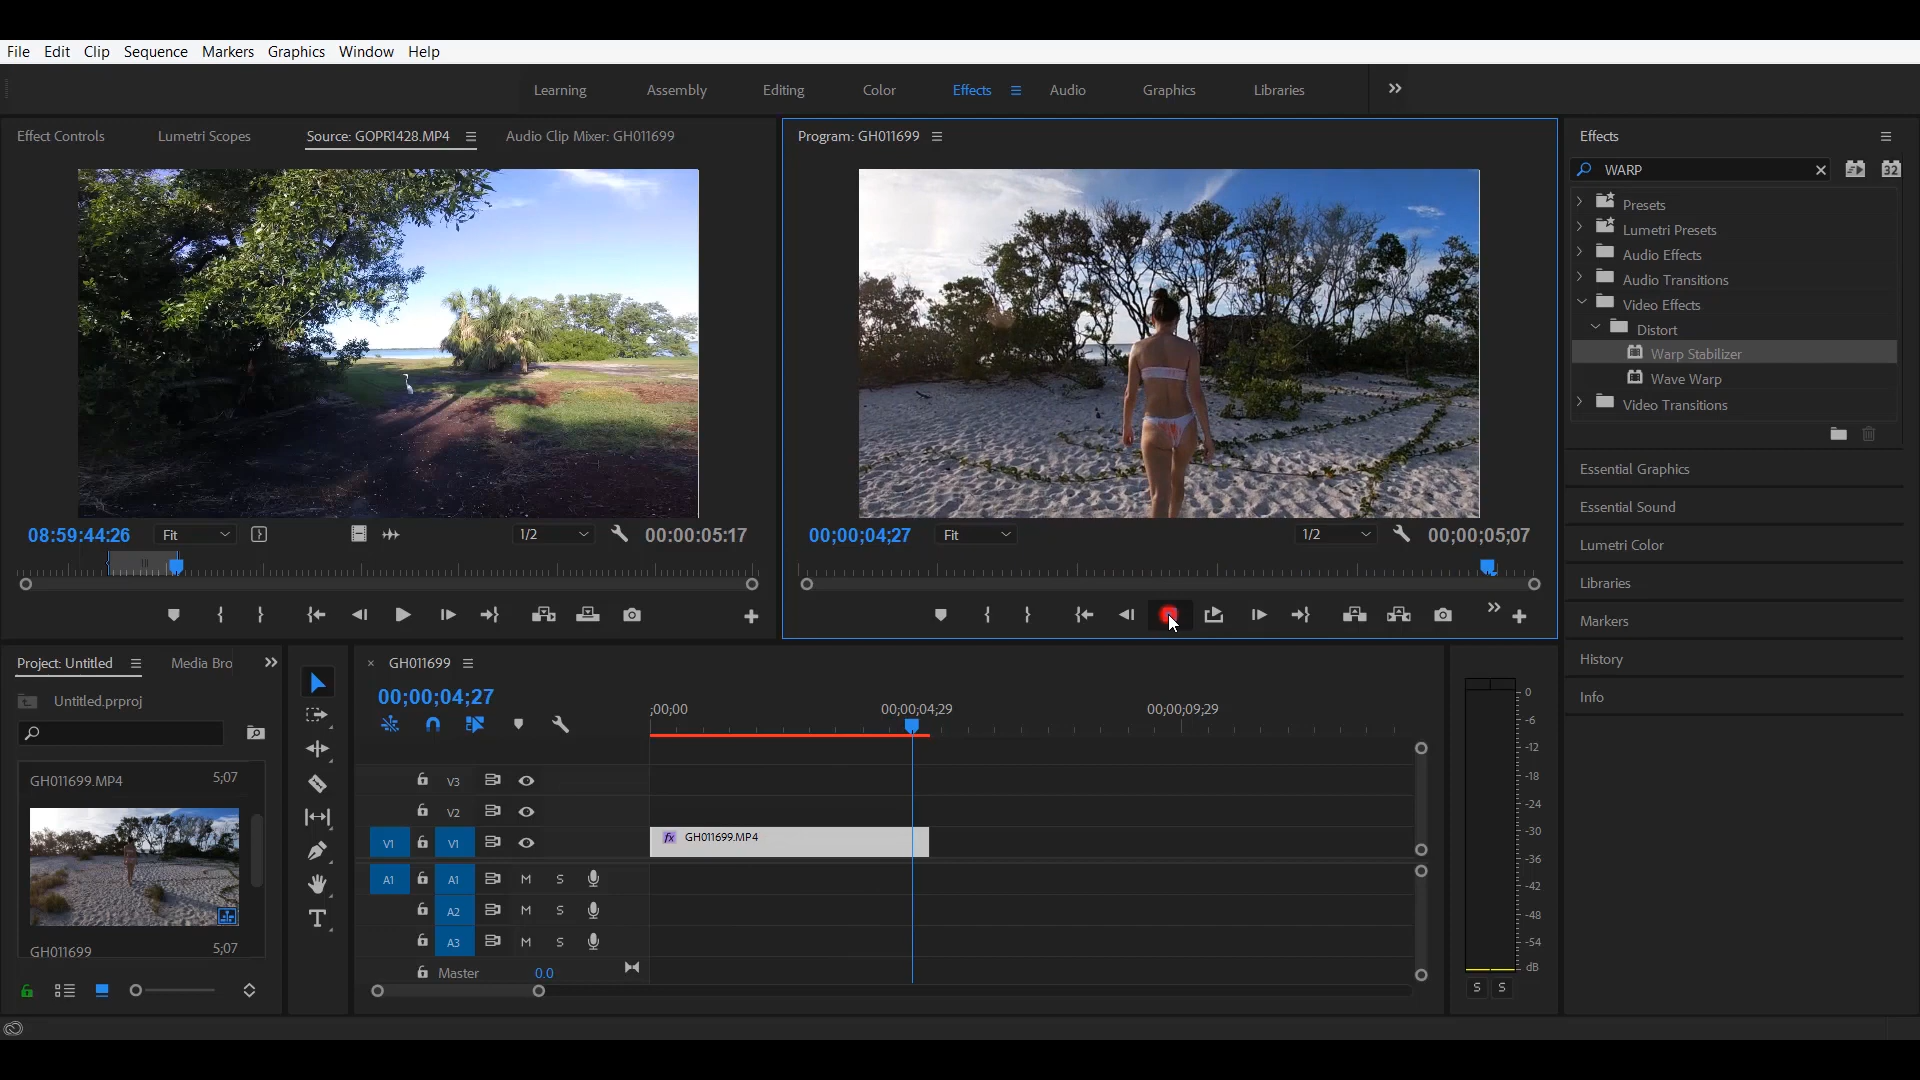 File Edit Clip Sequence Markers Graphics Window Help
Learning Assembly Editing Color Effects Audio Graphics Libraries
Effect Controls Lumetri Scopes Source: GOPR1428.MP4 Audio Clip Mixer: GH011699
Program: GH011699
Effects
WARP
32
Presets
Lumetri Presets
Audio Effects
Audio Transitions
Video Effects
Distort
Warp Stabilizer
Wave Warp
Video Transitions
Essential Graphics
Essential Sound
Lumetri Color
Libraries
Markers
History
Info
08:59:44:26 Fit 1/2 00:00:05:17
00;00;04;27 Fit 1/2 00;00;05;07
Project: Untitled Media Bro
Untitled.prproj
GH011699.MP4 5;07
GH011699 5;07
GH011699
00;00;04;27
;00;00 00;00;04;29 00;00;09;29
V3
V2
V1 V1 fx GH011699.MP4
A1 A1 M S
A2 M S
A3 M S
Master 0.0
0
-6
-12
-18
-24
-30
-36
-42
-48
-54
dB
S S